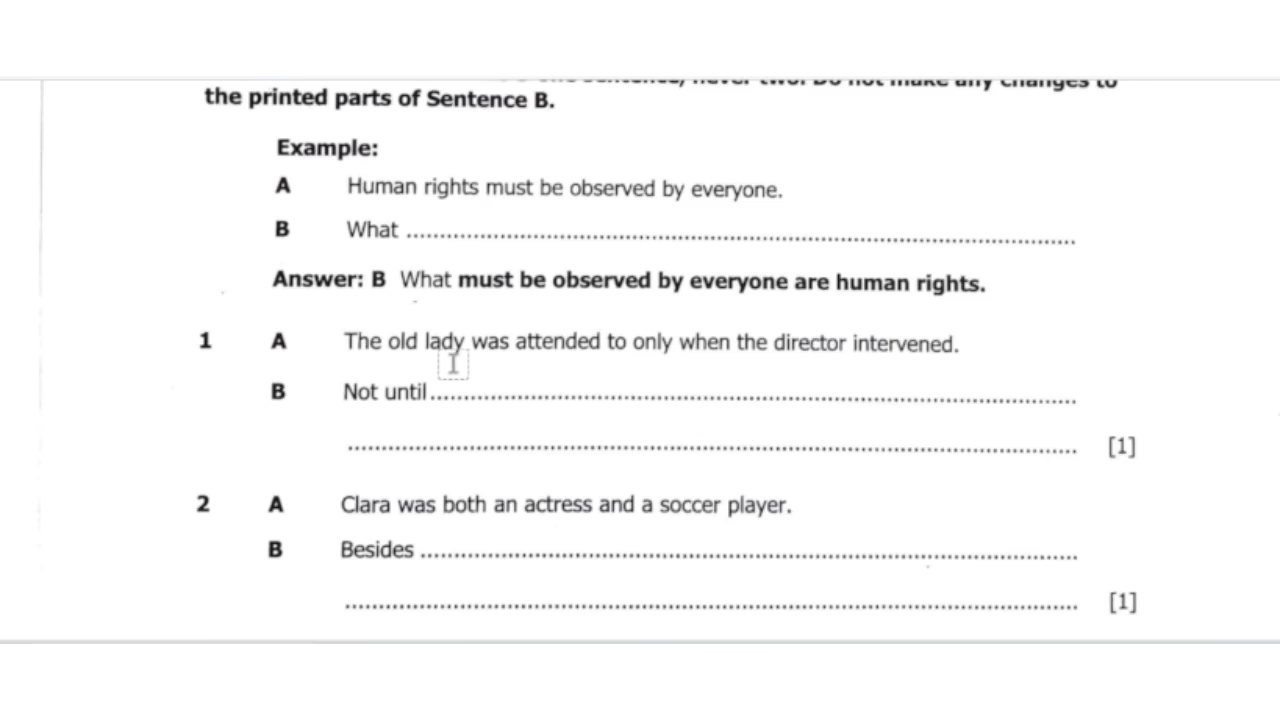 the printed parts of Sentence B.
Example:
A Human rights must be observed by everyone.
B What ........................................................................................................
Answer: B What must be observed by everyone are human rights.
1 A The old lady was attended to only when the director intervened.
B Not until........................................................................................................
........................................................................................................ [1]
2 A Clara was both an actress and a soccer player.
B Besides ........................................................................................................
........................................................................................................ [1]